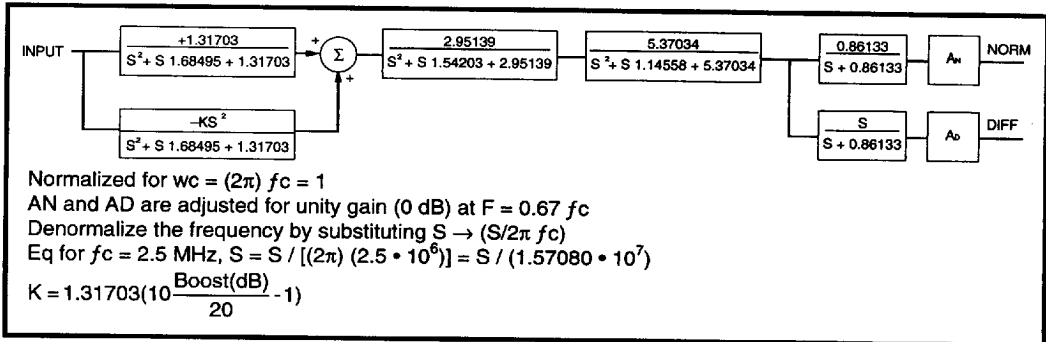 INPUT
+1.31703
S² + S 1.68495 + 1.31703
–KS²
S² + S 1.68495 + 1.31703
+
Σ
+
2.95139
S² + S 1.54203 + 2.95139
5.37034
S² + S 1.14558 + 5.37034
0.86133
S + 0.86133
AN
NORM
S
S + 0.86133
AD
DIFF
Normalized for wc = (2π) ƒc = 1
AN and AD are adjusted for unity gain (0 dB) at F = 0.67 ƒc
Denormalize the frequency by substituting S → (S/2π ƒc)
Eq for ƒc = 2.5 MHz, S = S / [(2π) (2.5 • 10⁶)] = S / (1.57080 • 10⁷)
K = 1.31703(10 Boost(dB)/20 -1)